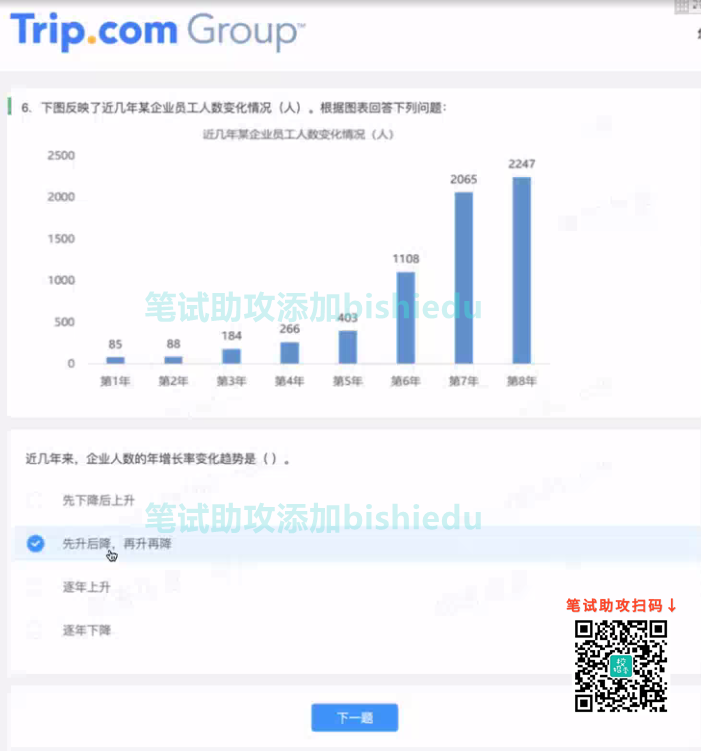 Trip.com Group™
6. 下图反映了近几年某企业员工人数变化情况（人）。根据图表回答下列问题：
近几年某企业员工人数变化情况（人）
2500
2000
1500
1000
500
0
85
88
184
266
403
1108
2065
2247
第1年
第2年
第3年
第4年
第5年
第6年
第7年
第8年
笔试助攻添加bishiedu
近几年来，企业人数的年增长率变化趋势是（ ）。
先下降后上升
笔试助攻添加bishiedu
先升后降，再升再降
逐年上升
逐年下降
笔试助攻扫码↓
下一题